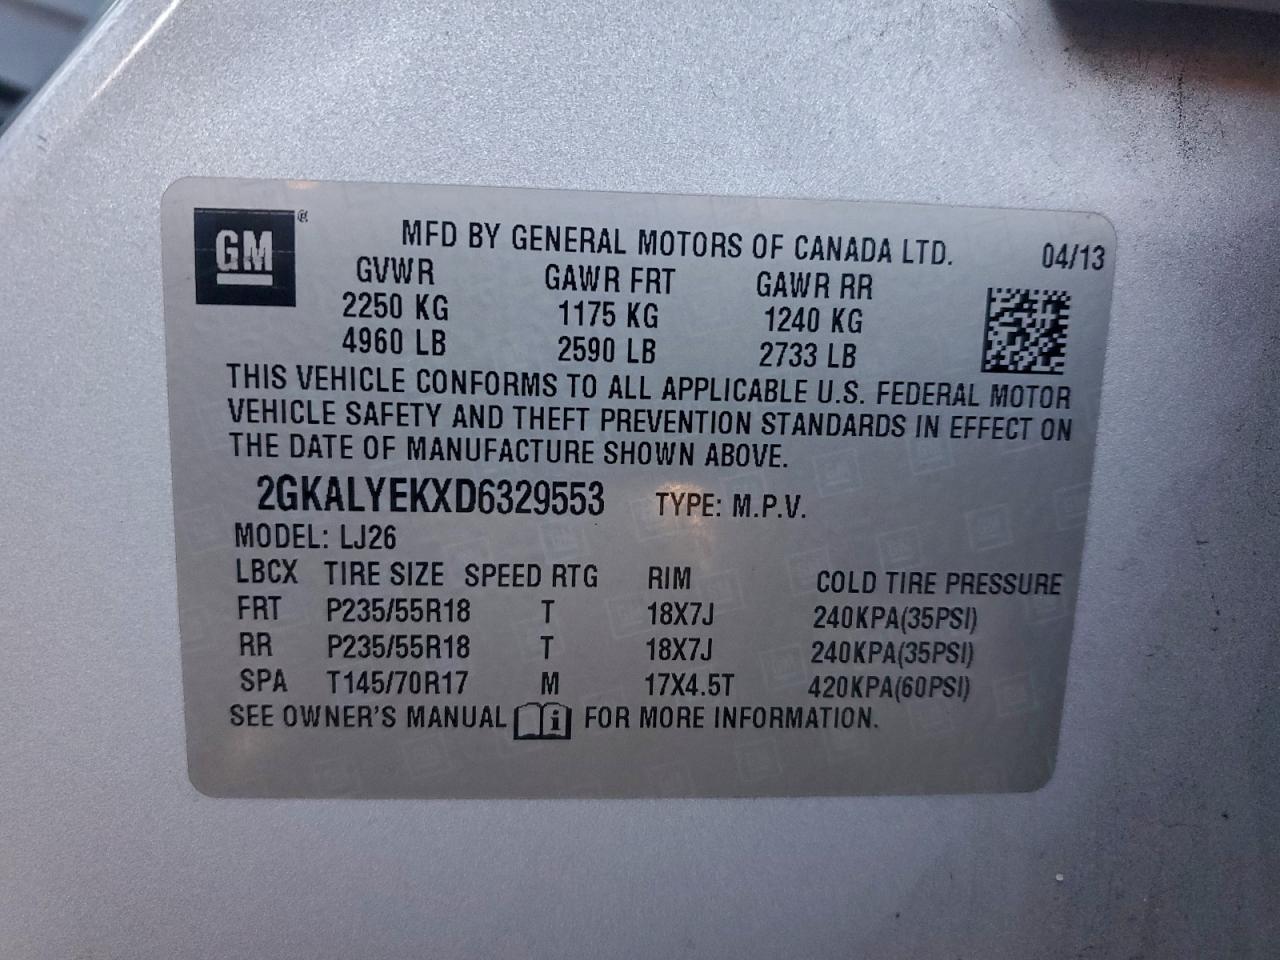 GM ®
MFD BY GENERAL MOTORS OF CANADA LTD. 04/13
GVWR GAWR FRT GAWR RR
2250 KG 1175 KG 1240 KG
4960 LB 2590 LB 2733 LB
THIS VEHICLE CONFORMS TO ALL APPLICABLE U.S. FEDERAL MOTOR
VEHICLE SAFETY AND THEFT PREVENTION STANDARDS IN EFFECT ON
THE DATE OF MANUFACTURE SHOWN ABOVE.
2GKALYEKXD6329553 TYPE: M.P.V.
MODEL: LJ26
LBCX TIRE SIZE SPEED RTG RIM COLD TIRE PRESSURE
FRT P235/55R18 T 18X7J 240KPA(35PSI)
RR P235/55R18 T 18X7J 240KPA(35PSI)
SPA T145/70R17 M 17X4.5T 420KPA(60PSI)
SEE OWNER'S MANUAL i FOR MORE INFORMATION.